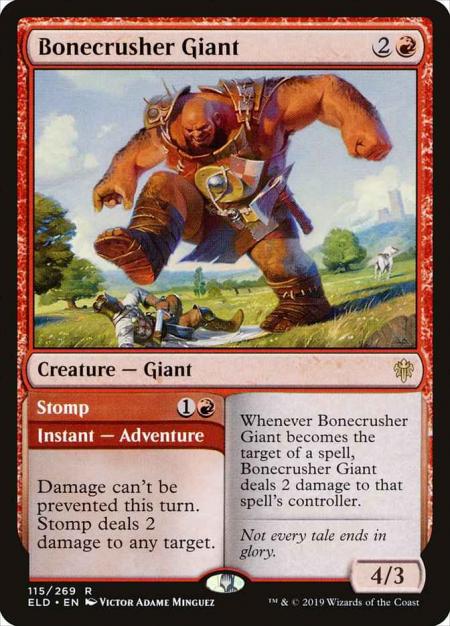 Bonecrusher Giant 2
Creature — Giant
Stomp 1
Instant — Adventure
Damage can't be
prevented this turn.
Stomp deals 2
damage to any target.
Whenever Bonecrusher
Giant becomes the
target of a spell,
Bonecrusher Giant
deals 2 damage to that
spell's controller.
Not every tale ends in
glory.
4/3
115/269 R
ELD • EN Victor Adame Minguez
™ & © 2019 Wizards of the Coast